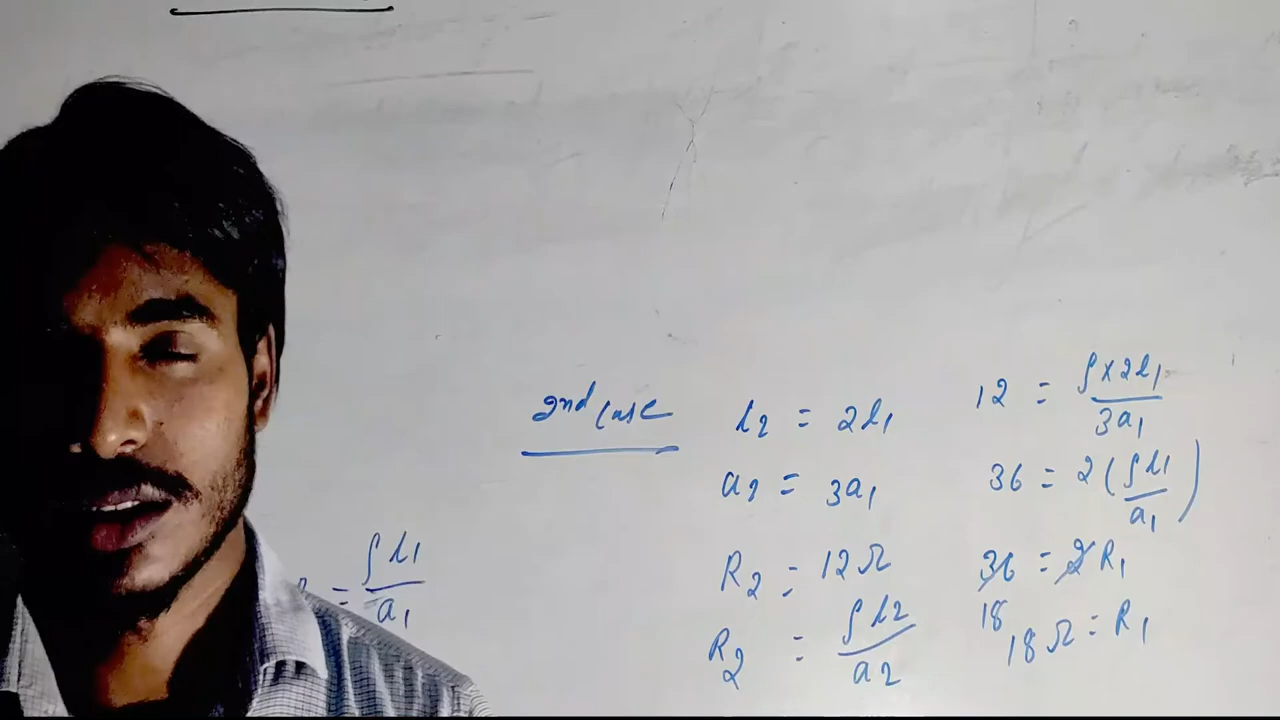 = ρl₁/a₁
2nd case
l₂ = 2l₁
a₂ = 3a₁
R₂ = 12Ω
R₂ = ρl₂/a₂
12 = ρ×2l₁/3a₁
36 = 2(ρl₁/a₁)
36 = 2R₁
18
18Ω = R₁